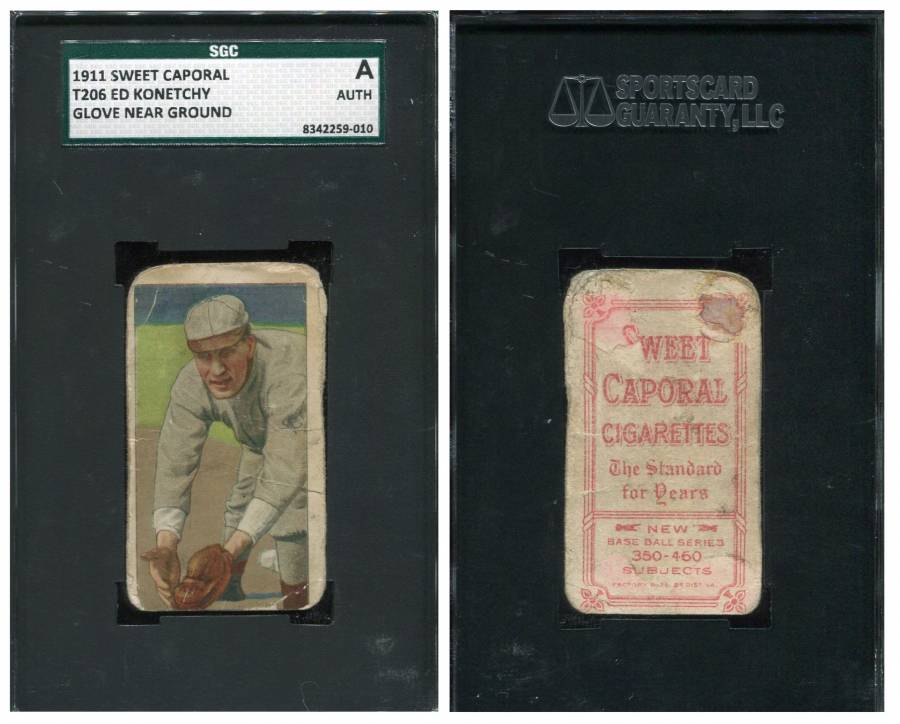 SGC
1911 SWEET CAPORAL
A
T206 ED KONETCHY
AUTH
GLOVE NEAR GROUND
8342259-010
SPORTSCARD
GUARANTY, LLC
SWEET
CAPORAL
CIGARETTES
The Standard
for Years
NEW
BASE BALL SERIES
350-460
SUBJECTS
FACTORY